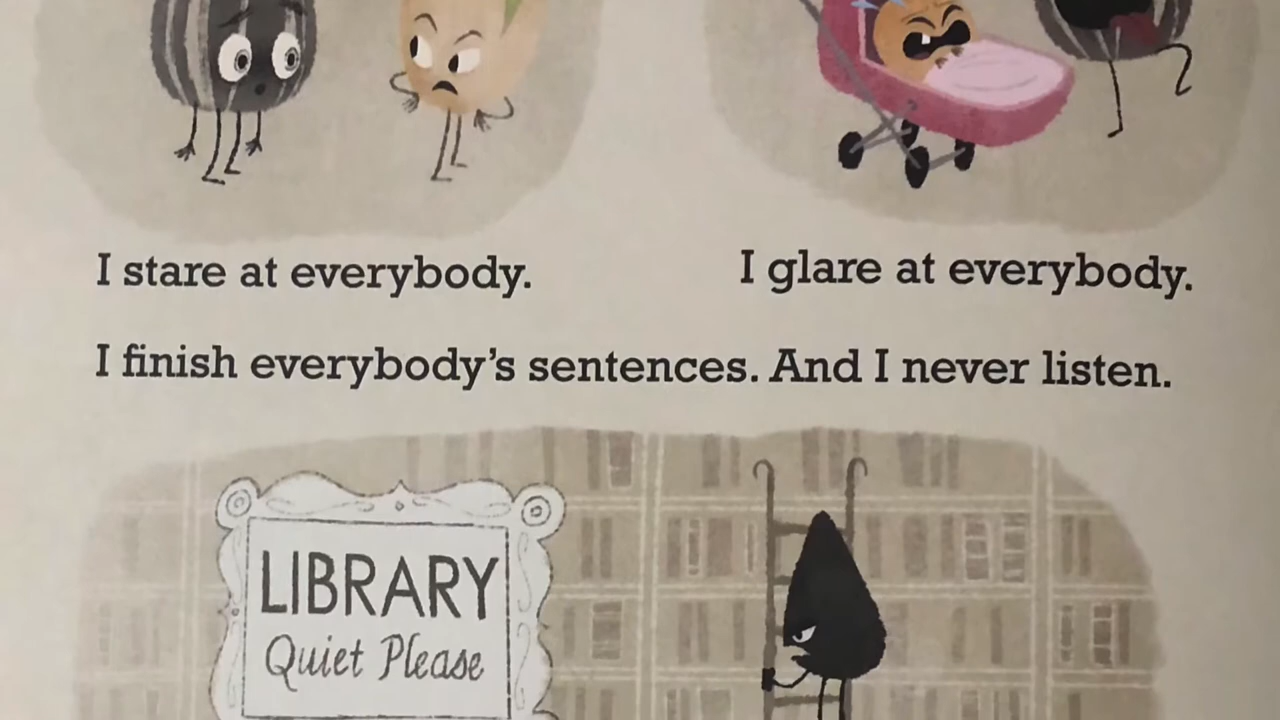 I stare at everybody.
I glare at everybody.
I finish everybody’s sentences. And I never listen.
LIBRARY
Quiet Please